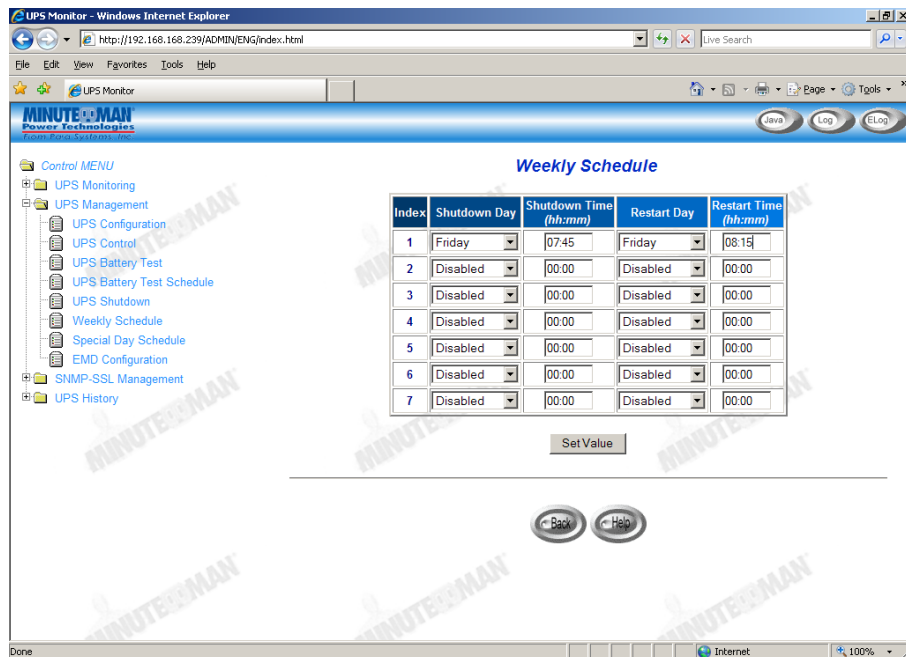 UPS Monitor - Windows Internet Explorer
http://192.168.168.239/ADMIN/ENG/index.html
Live Search
File Edit View Favorites Tools Help
UPS Monitor
Page Tools
MINUTEMAN
Power Technologies
From Para Systems, Inc.
Java Log ELog
Control MENU
UPS Monitoring
UPS Management
UPS Configuration
UPS Control
UPS Battery Test
UPS Battery Test Schedule
UPS Shutdown
Weekly Schedule
Special Day Schedule
EMD Configuration
SNMP-SSL Management
UPS History
Weekly Schedule
Index Shutdown Day Shutdown Time (hh:mm) Restart Day Restart Time (hh:mm)
1 Friday 07:45 Friday 08:15
2 Disabled 00:00 Disabled 00:00
3 Disabled 00:00 Disabled 00:00
4 Disabled 00:00 Disabled 00:00
5 Disabled 00:00 Disabled 00:00
6 Disabled 00:00 Disabled 00:00
7 Disabled 00:00 Disabled 00:00
Set Value
Back Help
MINUTEMAN
MINUTEMAN
MINUTEMAN
Done Internet 100%